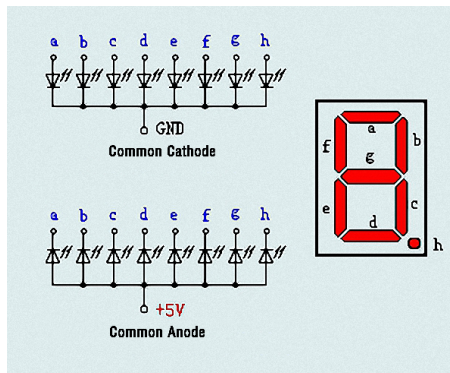 a b c d e f g h
GND
Common Cathode
a b c d e f g h
+5V
Common Anode
a
f
b
g
e
c
d
h